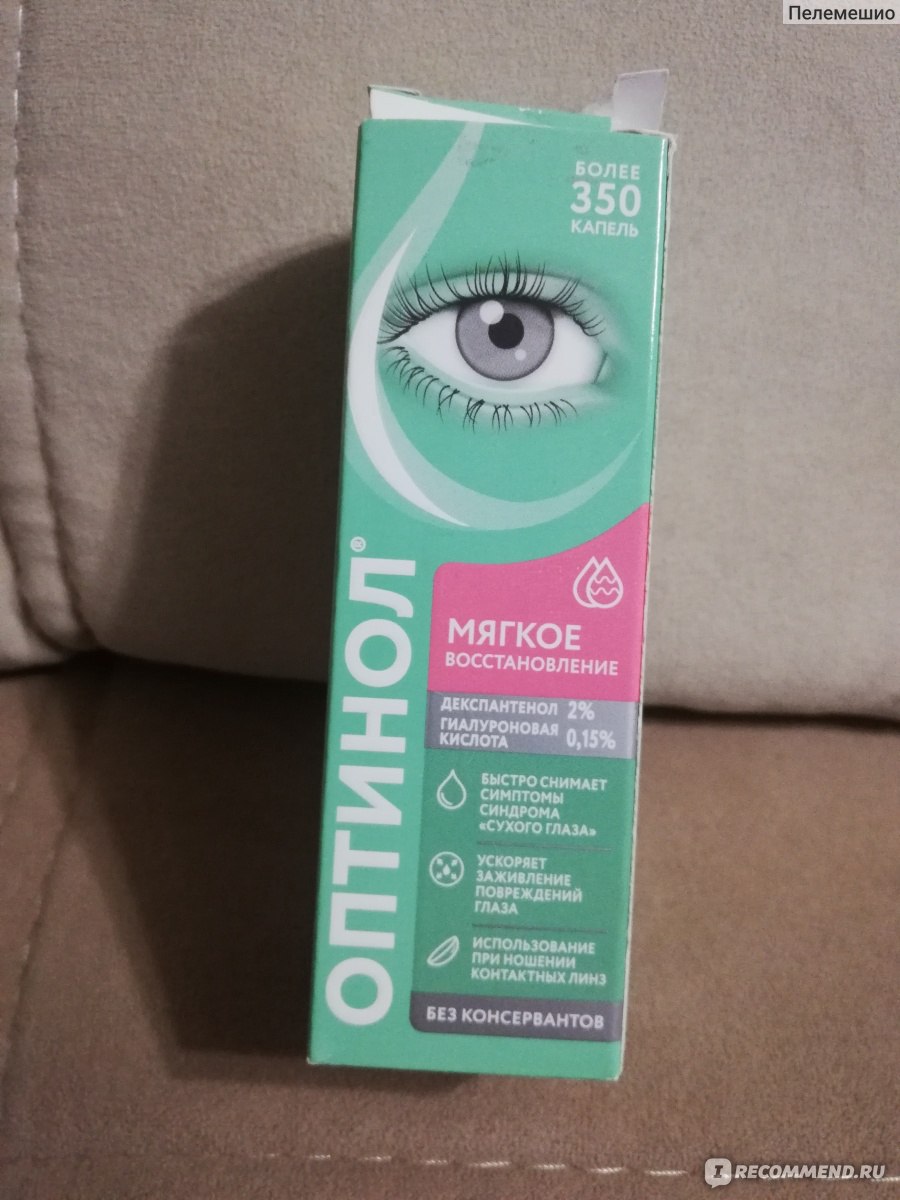 Пелемешио
БОЛЕЕ
350
КАПЕЛЬ
ОПТИНОЛ®
МЯГКОЕ
ВОССТАНОВЛЕНИЕ
ДЕКСПАНТЕНОЛ 2%
ГИАЛУРОНОВАЯ
КИСЛОТА 0,15%
БЫСТРО СНИМАЕТ
СИМПТОМЫ
СИНДРОМА
«СУХОГО ГЛАЗА»
УСКОРЯЕТ
ЗАЖИВЛЕНИЕ
ПОВРЕЖДЕНИЙ
ГЛАЗА
ИСПОЛЬЗОВАНИЕ
ПРИ НОШЕНИИ
КОНТАКТНЫХ ЛИНЗ
БЕЗ КОНСЕРВАНТОВ
IRECOMMEND.RU